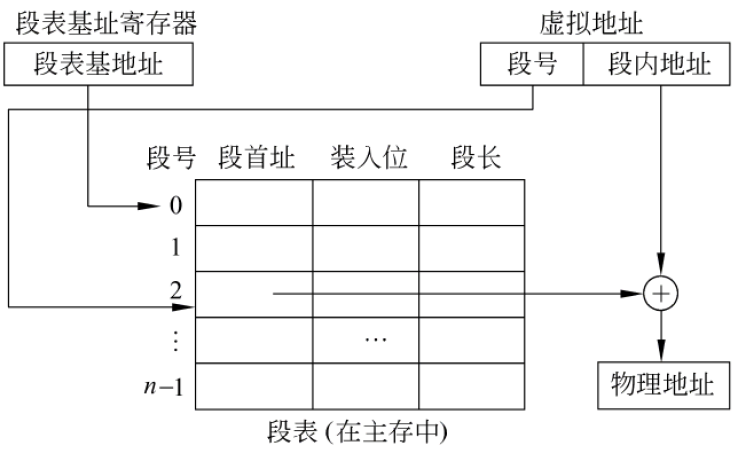 段表基址寄存器
虚拟地址
段表基地址
段号 段内地址
段号 段首址 装入位 段长
0
1
2
⋮ …
n-1
物理地址
段表 (在主存中)